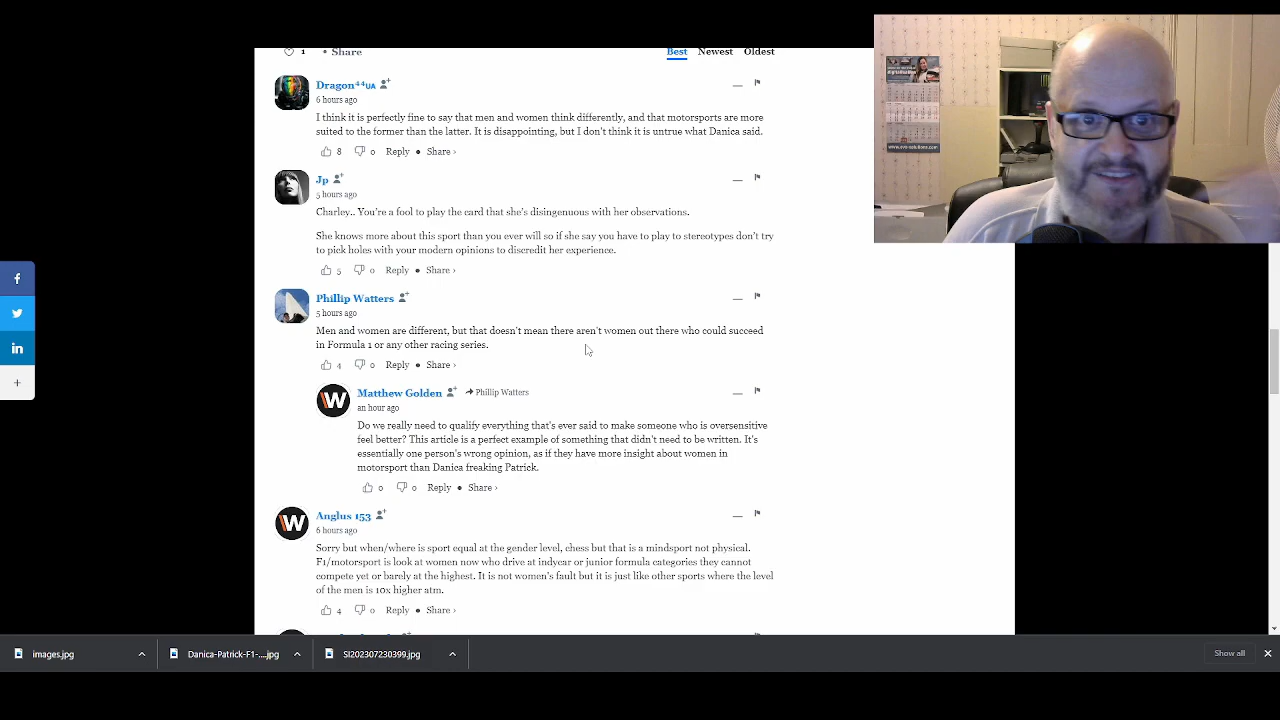 1 • Share Best Newest Oldest
Dragon⁴⁴ᵁᴬ
6 hours ago
I think it is perfectly fine to say that men and women think differently, and that motorsports are more
suited to the former than the latter. It is disappointing, but I don't think it is untrue what Danica said.
8 0 Reply • Share ›
Jp
5 hours ago
Charley.. You're a fool to play the card that she's disingenuous with her observations.
She knows more about this sport than you ever will so if she say you have to play to stereotypes don't try
to pick holes with your modern opinions to discredit her experience.
5 0 Reply • Share ›
Phillip Watters
5 hours ago
Men and women are different, but that doesn't mean there aren't women out there who could succeed
in Formula 1 or any other racing series.
4 0 Reply • Share ›
Matthew Golden Phillip Watters
an hour ago
Do we really need to qualify everything that's ever said to make someone who is oversensitive
feel better? This article is a perfect example of something that didn't need to be written. It's
essentially one person's wrong opinion, as if they have more insight about women in
motorsport than Danica freaking Patrick.
0 0 Reply • Share ›
Anglus 153
6 hours ago
Sorry but when/where is sport equal at the gender level, chess but that is a mindsport not physical.
F1/motorsport is look at women now who drive at indycar or junior formula categories they cannot
compete yet or barely at the highest. It is not women's fault but it is just like other sports where the level
of the men is 10x higher atm.
4 0 Reply • Share ›
images.jpg
Danica-Patrick-F1-....jpg
SI202307230399.jpg
Show all